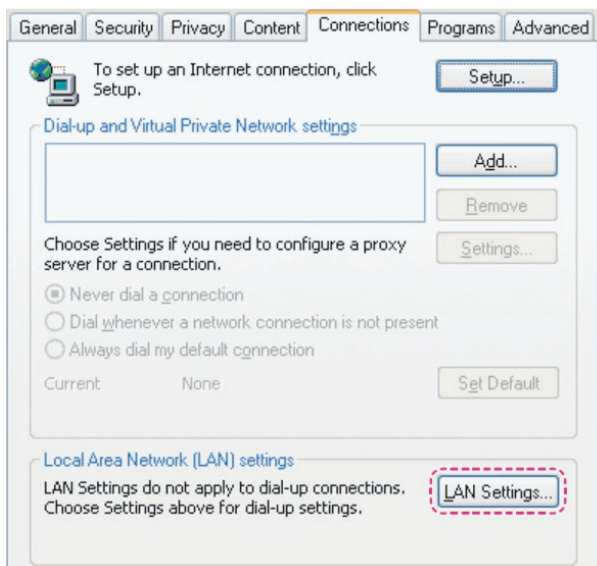 General Security Privacy Content Connections Programs Advanced
To set up an Internet connection, click
Setup.
Setup...
Dial-up and Virtual Private Network settings
Add...
Remove
Choose Settings if you need to configure a proxy
server for a connection.
Settings...
Never dial a connection
Dial whenever a network connection is not present
Always dial my default connection
Current None
Set Default
Local Area Network (LAN) settings
LAN Settings do not apply to dial-up connections.
Choose Settings above for dial-up settings.
LAN Settings...